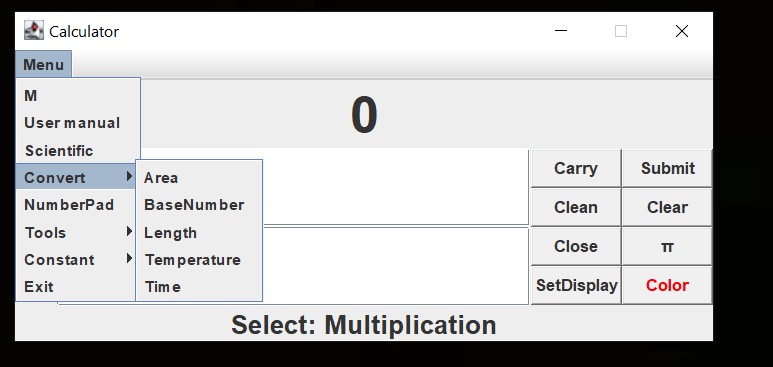 Calculator
Menu
0
M
User manual
Scientific
Convert
NumberPad
Tools
Constant
Exit
Area
BaseNumber
Length
Temperature
Time
Carry Submit
Clean Clear
Close π
SetDisplay Color
Select: Multiplication